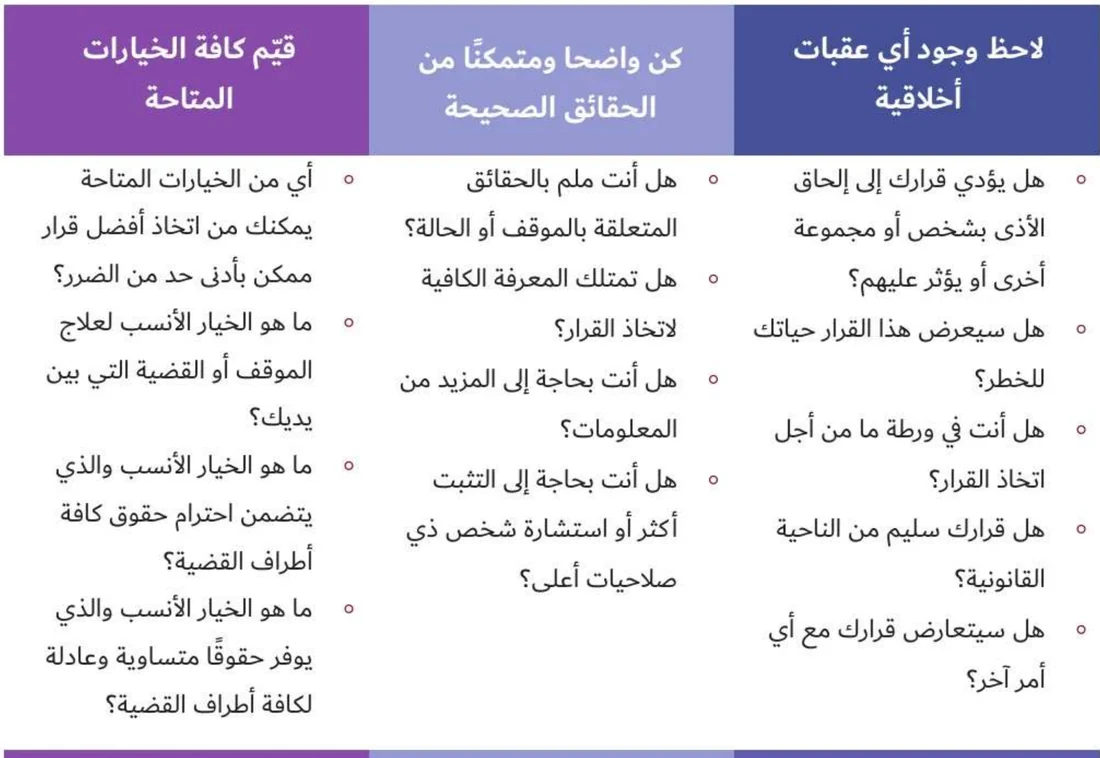 لاحظ وجود أي عقبات
أخلاقية
هل يؤدي قرارك إلى إلحاق
الأذى بشخص أو مجموعة
أخرى أو يؤثر عليهم؟
هل سيعرض هذا القرار حياتك
للخطر؟
هل أنت في ورطة ما من أجل
اتخاذ القرار؟
هل قرارك سليم من الناحية
القانونية؟
هل سيتعارض قرارك مع أي
أمر آخر؟
كن واضحا ومتمكنًا من
الحقائق الصحيحة
هل أنت ملم بالحقائق
المتعلقة بالموقف أو الحالة؟
هل تمتلك المعرفة الكافية
لاتخاذ القرار؟
هل أنت بحاجة إلى المزيد من
المعلومات؟
هل أنت بحاجة إلى التثبت
أكثر أو استشارة شخص ذي
صلاحيات أعلى؟
قيّم كافة الخيارات
المتاحة
أي من الخيارات المتاحة
يمكنك من اتخاذ أفضل قرار
ممكن بأدنى حد من الضرر؟
ما هو الخيار الأنسب لعلاج
الموقف أو القضية التي بين
يديك؟
ما هو الخيار الأنسب والذي
يتضمن احترام حقوق كافة
أطراف القضية؟
ما هو الخيار الأنسب والذي
يوفر حقوقًا متساوية وعادلة
لكافة أطراف القضية؟